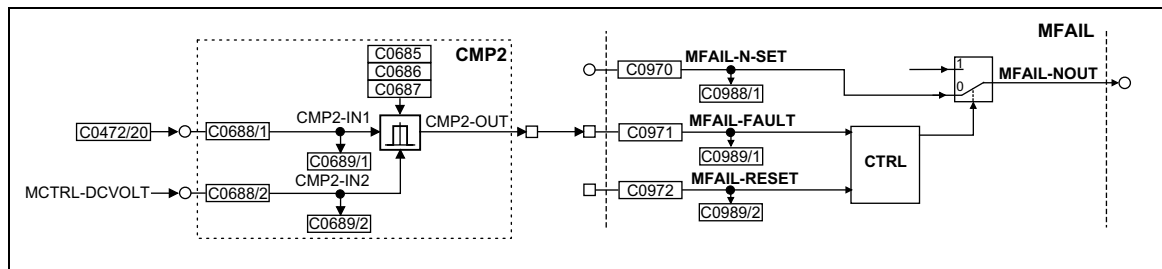 MFAIL
CMP2
C0685
C0686
C0687
MFAIL-N-SET
C0970
C0988/1
1
0
MFAIL-NOUT
C0472/20
C0688/1
CMP2-IN1
C0689/1
CMP2-OUT
C0971
MFAIL-FAULT
C0989/1
CTRL
MCTRL-DCVOLT
C0688/2
CMP2-IN2
C0689/2
C0972
MFAIL-RESET
C0989/2